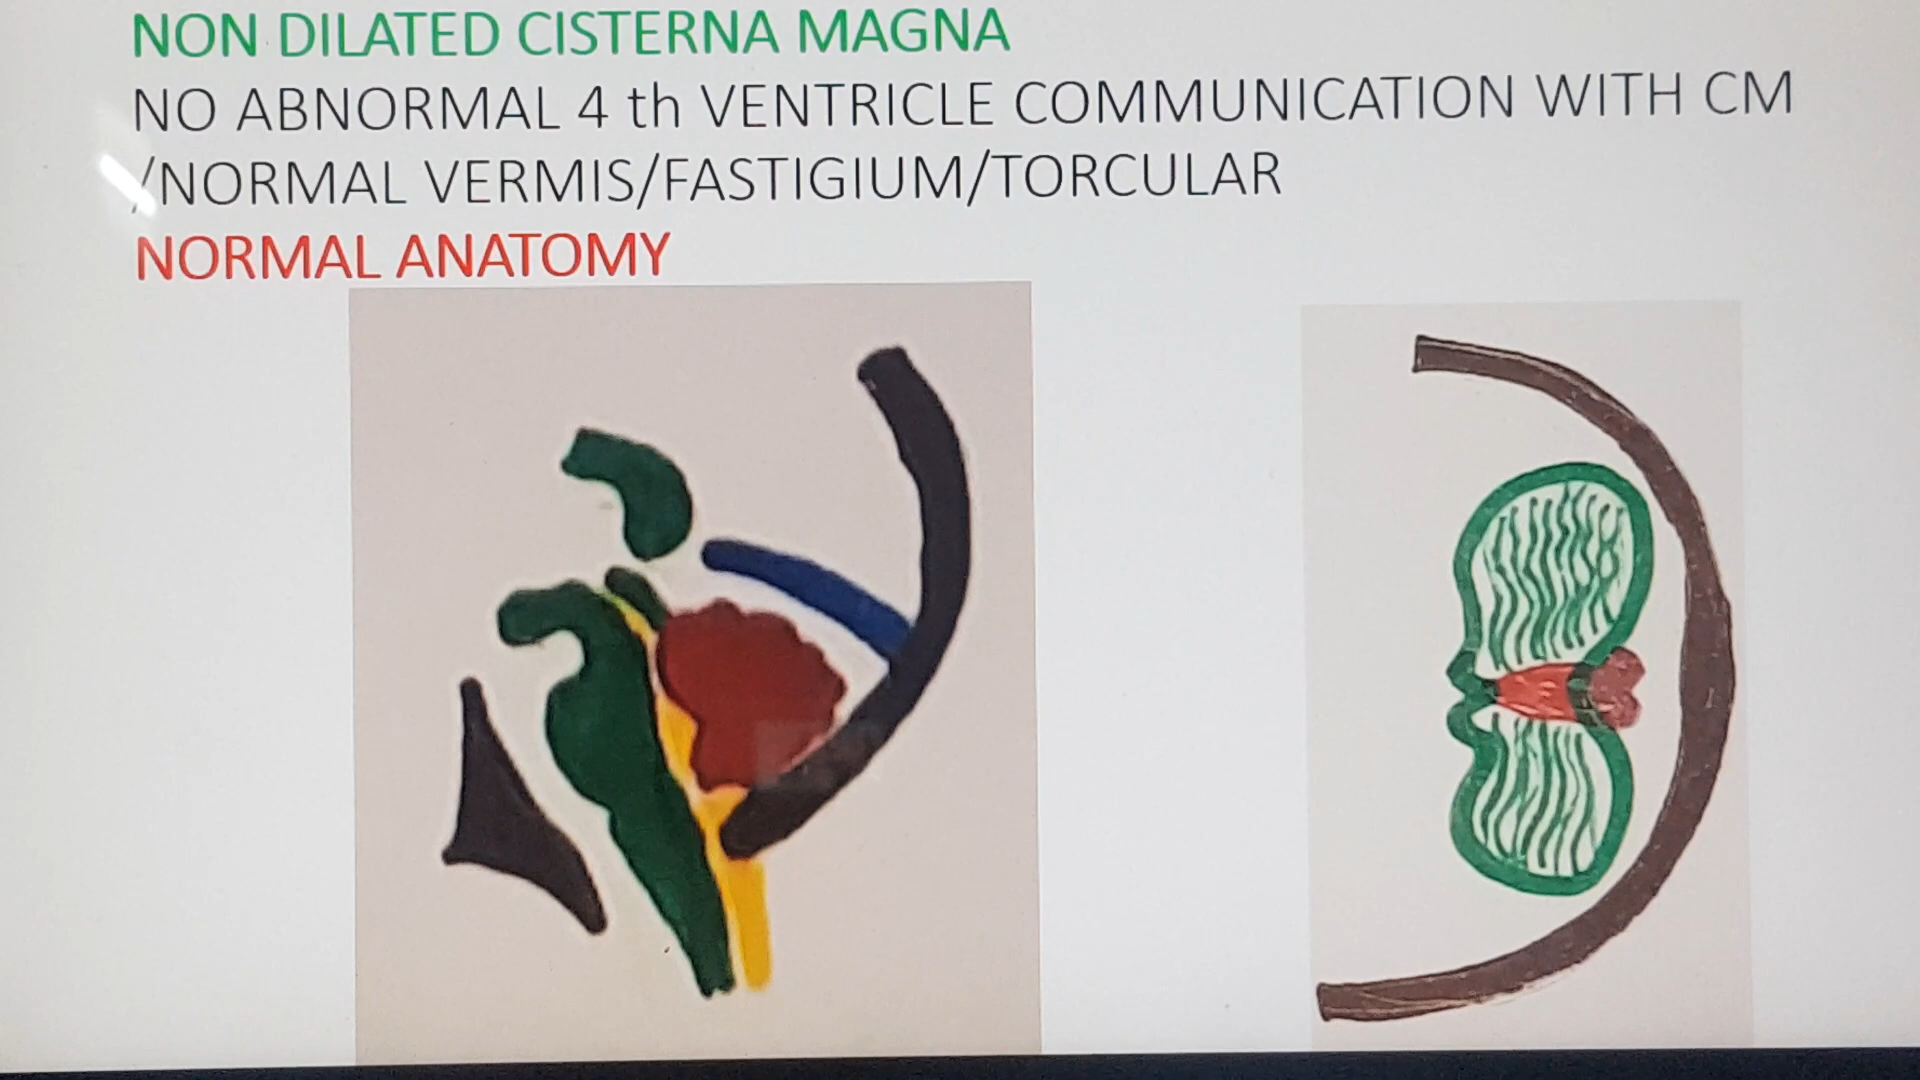 NON DILATED CISTERNA MAGNA
NO ABNORMAL 4 th VENTRICLE COMMUNICATION WITH CM
/NORMAL VERMIS/FASTIGIUM/TORCULAR
NORMAL ANATOMY